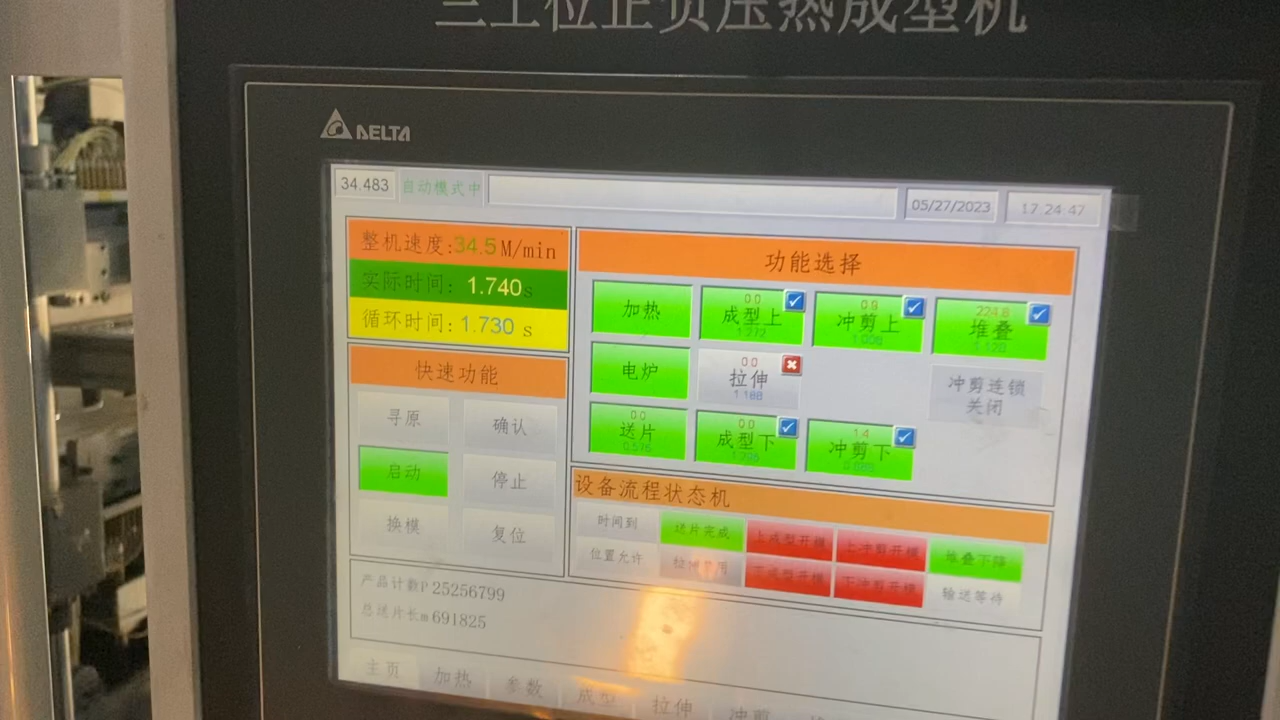 三工位正负压热成型机
DELTA
34.483 自动模式中 05/27/2023 17 24 47
整机速度:34.5 M/min
实际时间: 1.740 s
循环时间: 1.730 s
快速功能
寻原 确认
启动 停止
换模 复位
功能选择
加热
0.0
成型上
1.272
0.9
冲剪上
1.008
224.8
堆叠
1.120
电炉
0.0
拉伸
1.188
冲剪连锁
关闭
0.0
送片
0.575
0.0
成型下
1.4
冲剪下
设备流程状态机
时间到 送片完成 上成型开模 上冲剪开模 堆叠下降
位置允许 下成型开模 下冲剪开模 输送等待
产品计数P 25256799
总送片长m 691825
主页 加热 参数 成型 拉伸 冲剪